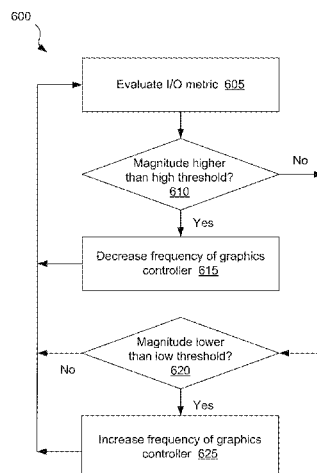 600
Evaluate I/O metric 605
Magnitude higher
than high threshold?
610
No
Yes
Decrease frequency of graphics
controller 615
Magnitude lower
than low threshold?
620
No
Yes
Increase frequency of graphics
controller 625